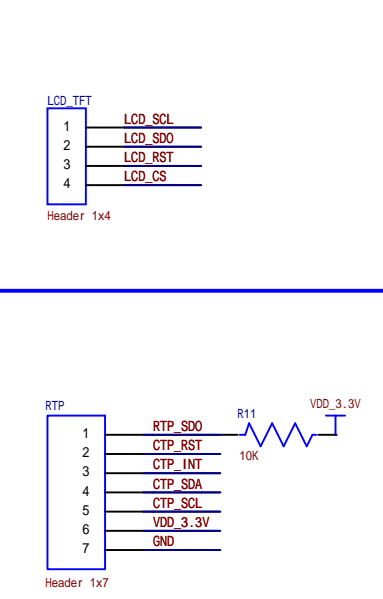 LCD_TFT
1 LCD_SCL
2 LCD_SDO
3 LCD_RST
4 LCD_CS
Header 1x4
RTP
R11
VDD_3.3V
1 RTP_SDO
10K
2 CTP_RST
3 CTP_INT
4 CTP_SDA
5 CTP_SCL
6 VDD_3.3V
7 GND
Header 1x7